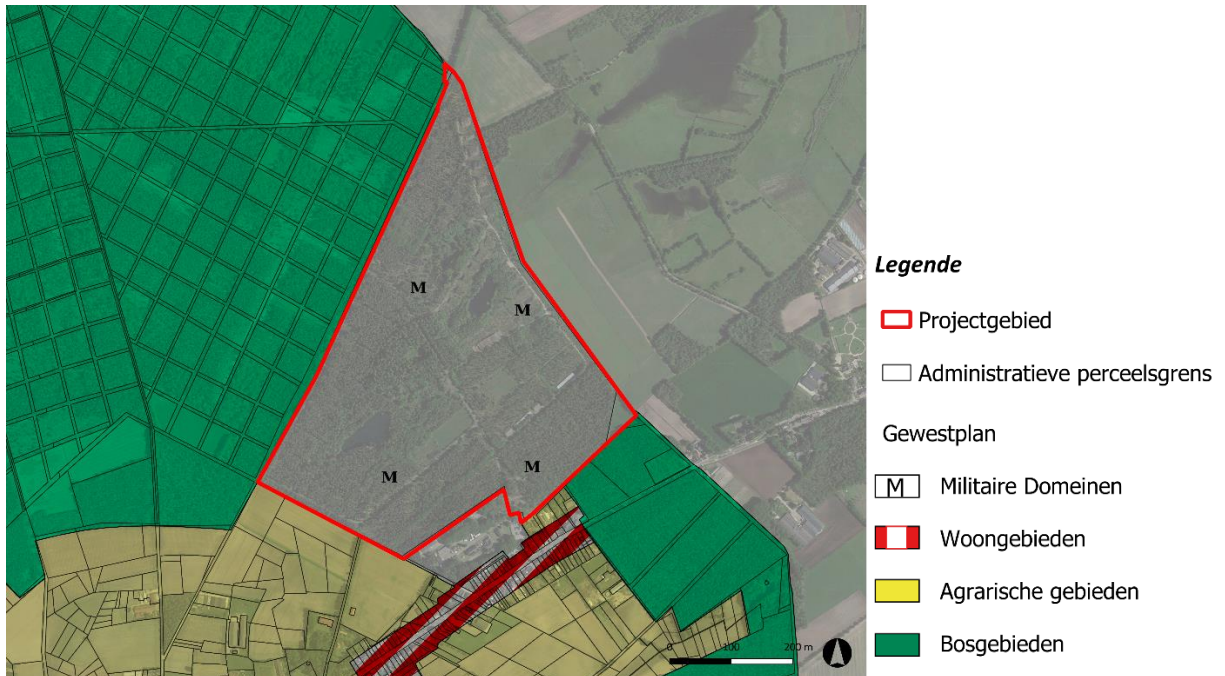 M
M
M
M
0 100 200 m
Legende
Projectgebied
Administratieve perceelsgrens
Gewestplan
M Militaire Domeinen
Woongebieden
Agrarische gebieden
Bosgebieden